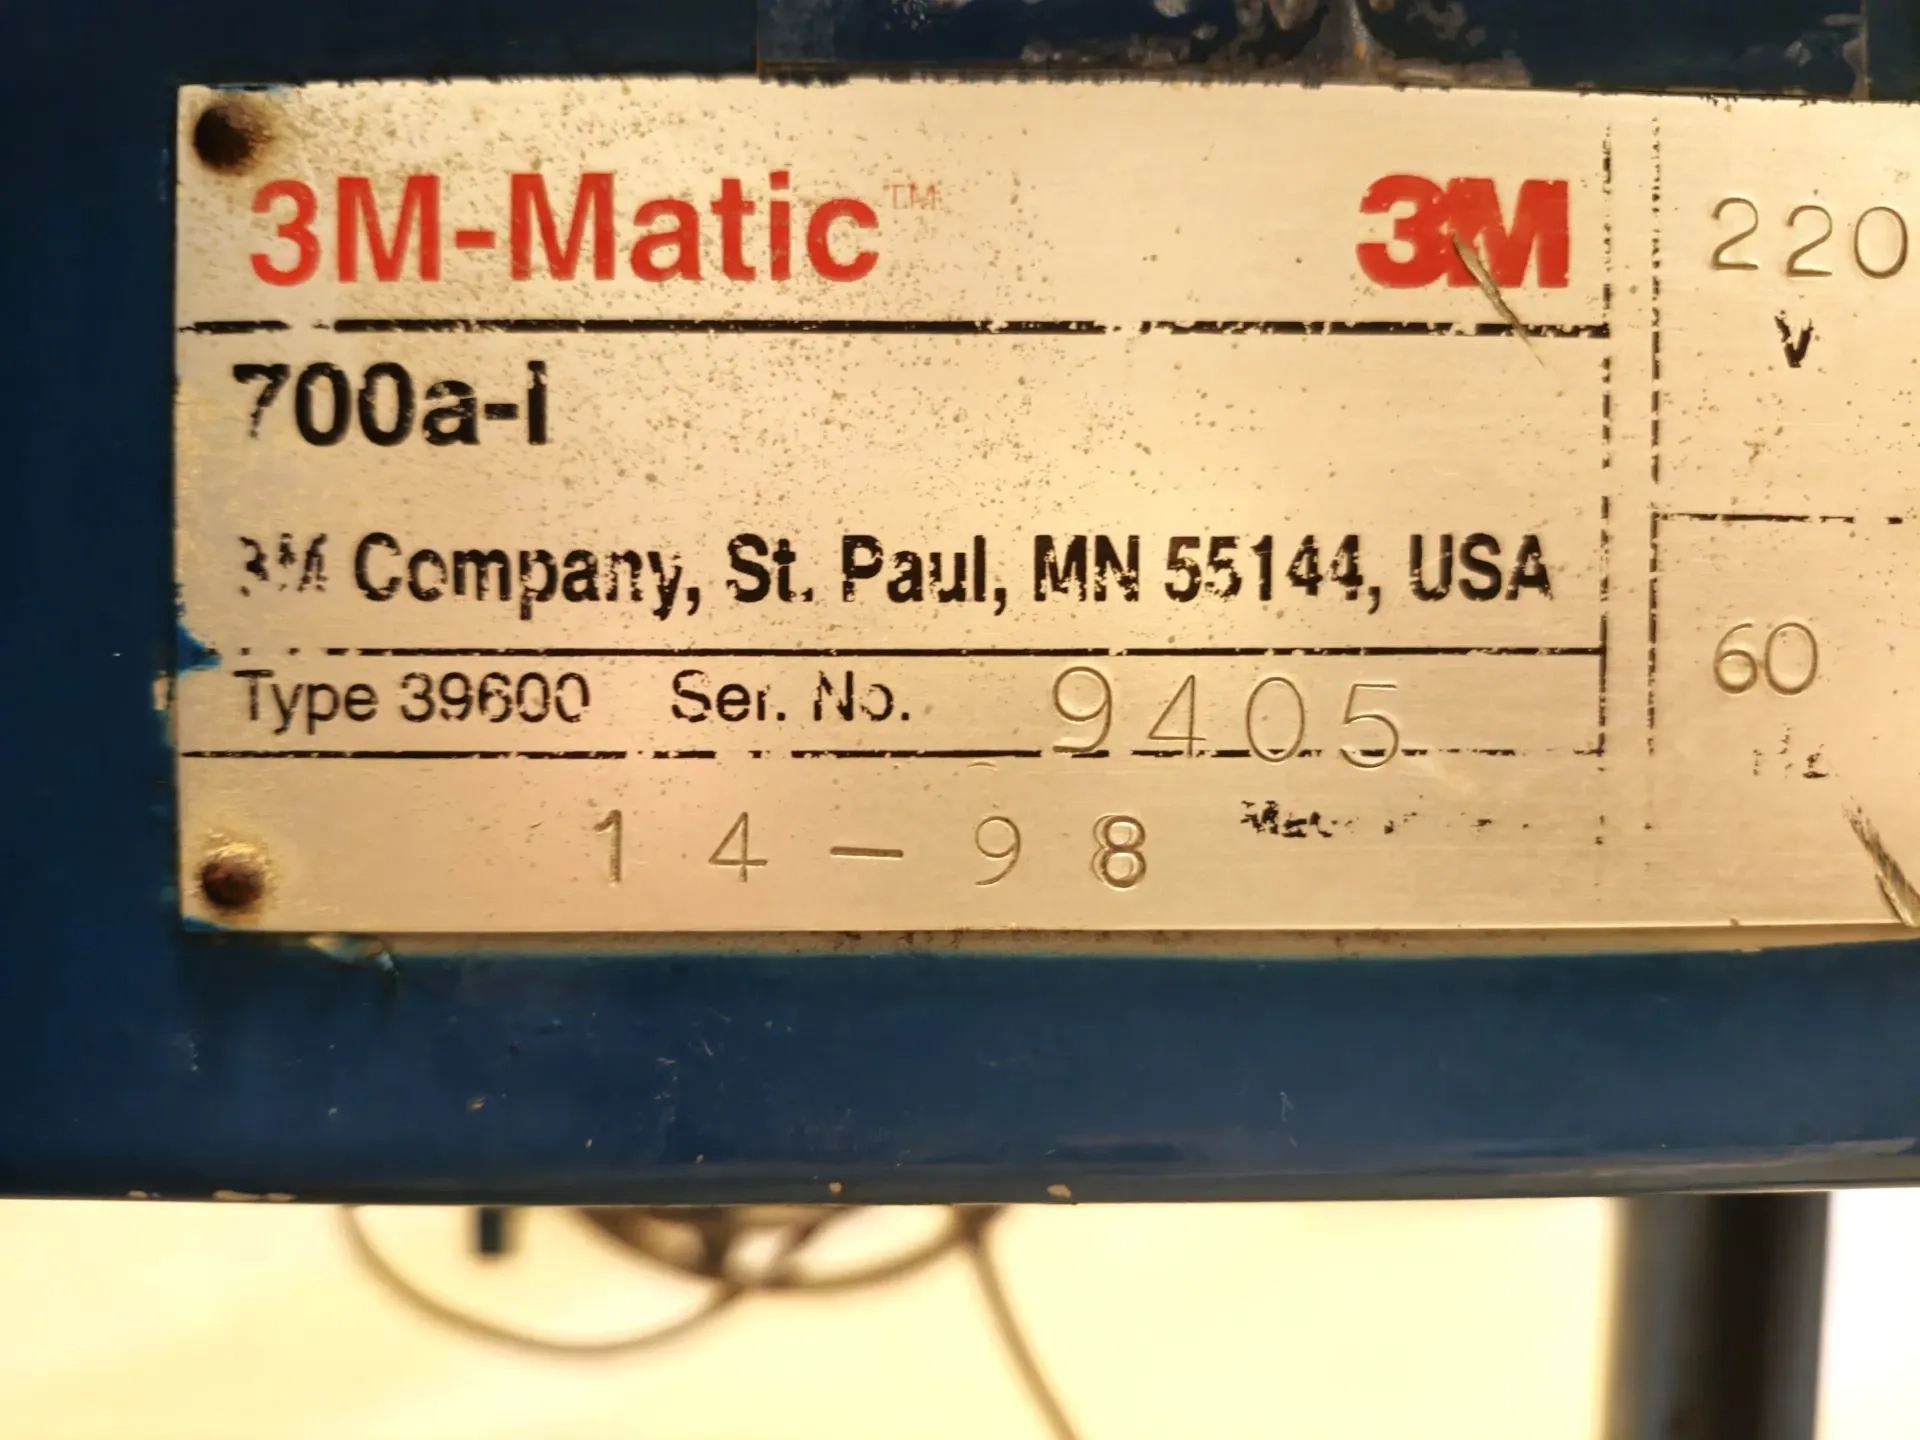 3M-Matic™ 3M
700a-I
3M Company, St. Paul, MN 55144, USA
Type 39600 Ser. No. 9405
14-98
220
V
60